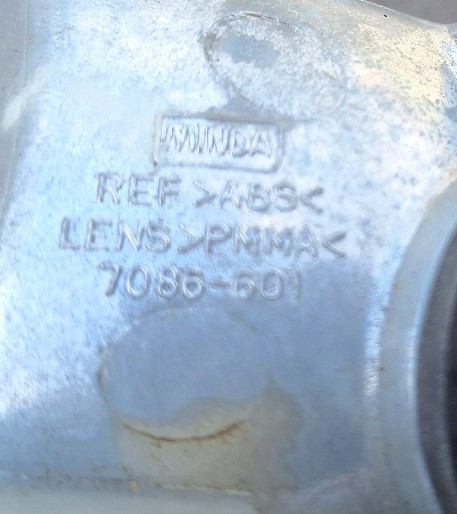 MINDA
REF >ABS<
LENS >PMMA<
7086-601